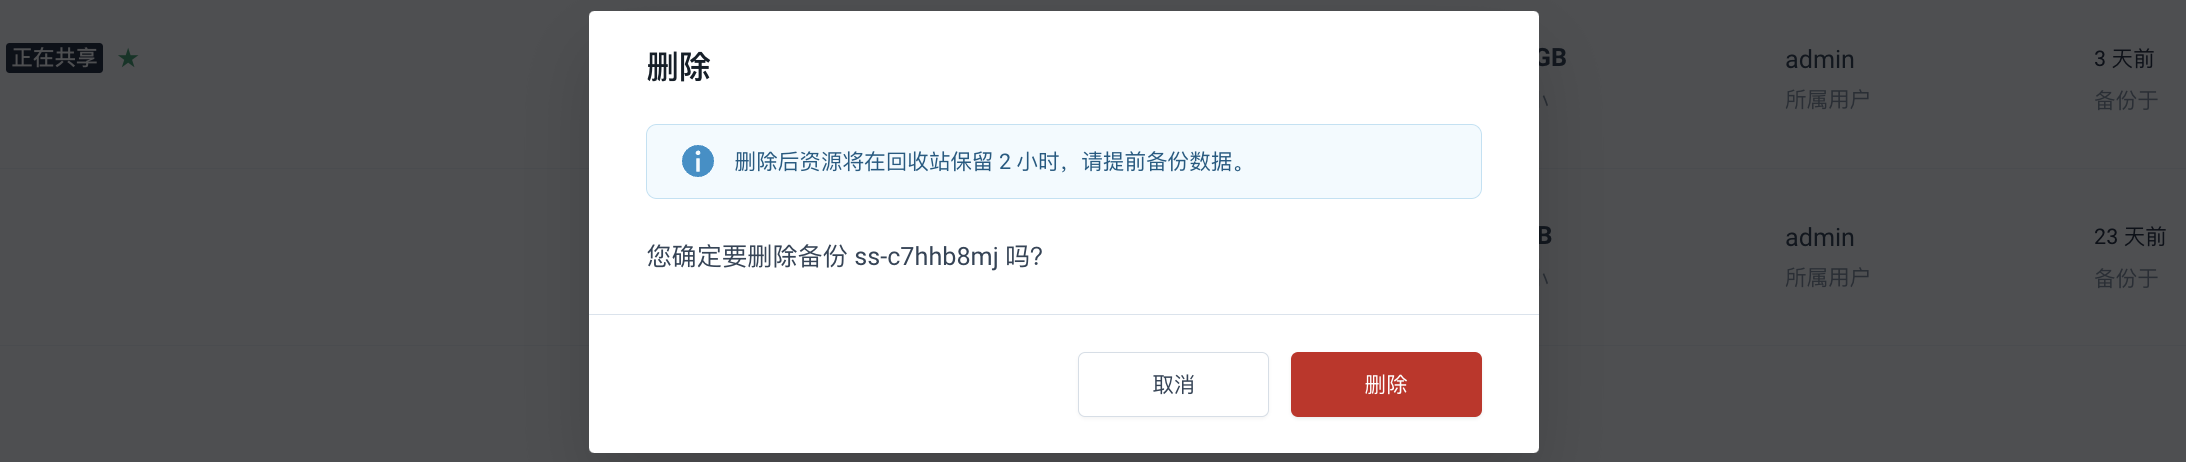 正在共享
删除
删除后资源将在回收站保留 2 小时，请提前备份数据。
您确定要删除备份 ss-c7hhb8mj 吗?
取消
删除
GB
admin
所属用户
3 天前
备份于
B
admin
所属用户
23 天前
备份于